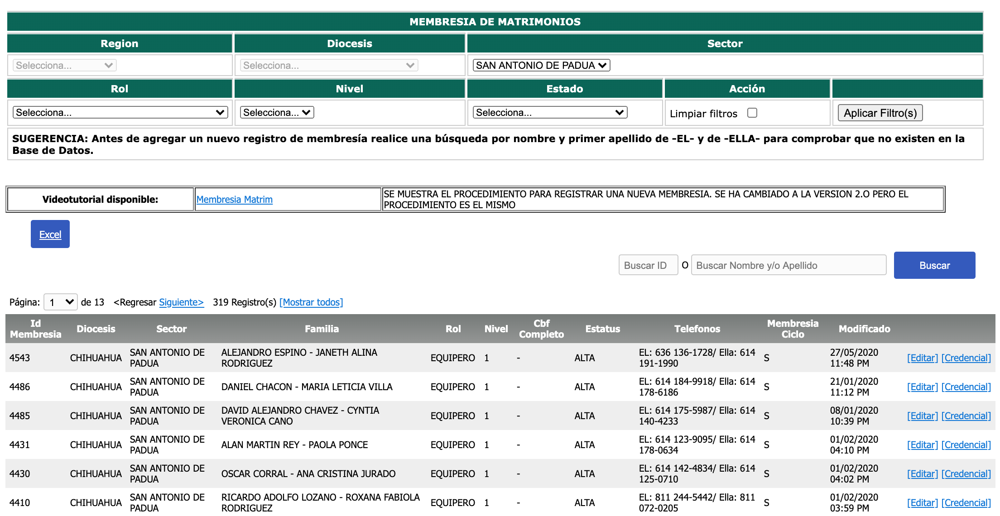 MEMBRESIA DE MATRIMONIOS
Region Diocesis Sector
Selecciona... Selecciona... SAN ANTONIO DE PADUA
Rol Nivel Estado Acción
Selecciona... Selecciona... Selecciona... Limpiar filtros Aplicar Filtro(s)
SUGERENCIA: Antes de agregar un nuevo registro de membresía realice una búsqueda por nombre y primer apellido de -EL- y de -ELLA- para comprobar que no existen en la
Base de Datos.
Videotutorial disponible: Membresia Matrim SE MUESTRA EL PROCEDIMIENTO PARA REGISTRAR UNA NUEVA MEMBRESIA. SE HA CAMBIADO A LA VERSION 2.O PERO EL
PROCEDIMIENTO ES EL MISMO
Excel
Buscar ID O Buscar Nombre y/o Apellido Buscar
Página: 1 de 13 <Regresar Siguiente> 319 Registro(s) [Mostrar todos]
Id Membresia Diocesis Sector Familia Rol Nivel Cbf Completo Estatus Telefonos Membresia Ciclo Modificado
4543 CHIHUAHUA SAN ANTONIO DE PADUA ALEJANDRO ESPINO - JANETH ALINA RODRIGUEZ EQUIPERO 1 - ALTA EL: 636 136-1728/ Ella: 614 191-1990 S 27/05/2020 11:48 PM [Editar] [Credencial]
4486 CHIHUAHUA SAN ANTONIO DE PADUA DANIEL CHACON - MARIA LETICIA VILLA EQUIPERO 1 - ALTA EL: 614 184-9918/ Ella: 614 178-6186 S 21/01/2020 11:12 PM [Editar] [Credencial]
4485 CHIHUAHUA SAN ANTONIO DE PADUA DAVID ALEJANDRO CHAVEZ - CYNTIA VERONICA CANO EQUIPERO 1 - ALTA EL: 614 175-5987/ Ella: 614 140-4233 S 08/01/2020 10:39 PM [Editar] [Credencial]
4431 CHIHUAHUA SAN ANTONIO DE PADUA ALAN MARTIN REY - PAOLA PONCE EQUIPERO 1 - ALTA EL: 614 123-9095/ Ella: 614 178-0634 S 01/02/2020 04:10 PM [Editar] [Credencial]
4430 CHIHUAHUA SAN ANTONIO DE PADUA OSCAR CORRAL - ANA CRISTINA JURADO EQUIPERO 1 - ALTA EL: 614 142-4834/ Ella: 614 125-0710 S 01/02/2020 04:02 PM [Editar] [Credencial]
4410 CHIHUAHUA SAN ANTONIO DE PADUA RICARDO ADOLFO LOZANO - ROXANA FABIOLA RODRIGUEZ EQUIPERO 1 - ALTA EL: 811 244-5442/ Ella: 811 072-0205 S 01/02/2020 03:59 PM [Editar] [Credencial]